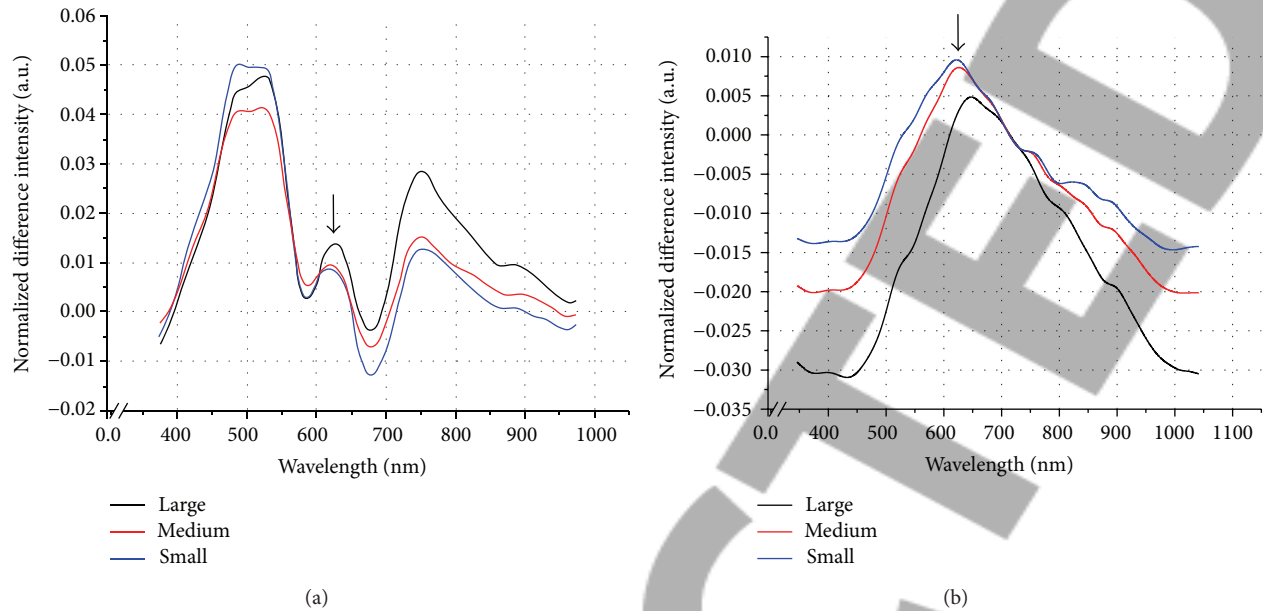 Normalized difference intensity (a.u.)
0.06
0.05
0.04
0.03
0.02
0.01
0.00
−0.01
−0.02
0.0 400 500 600 700 800 900 1000
Wavelength (nm)
Large
Medium
Small
(a)
Normalized difference intensity (a.u.)
0.010
0.005
0.000
−0.005
−0.010
−0.015
−0.020
−0.025
−0.030
−0.035
0.0 400 500 600 700 800 900 1000 1100
Wavelength (nm)
Large
Medium
Small
(b)